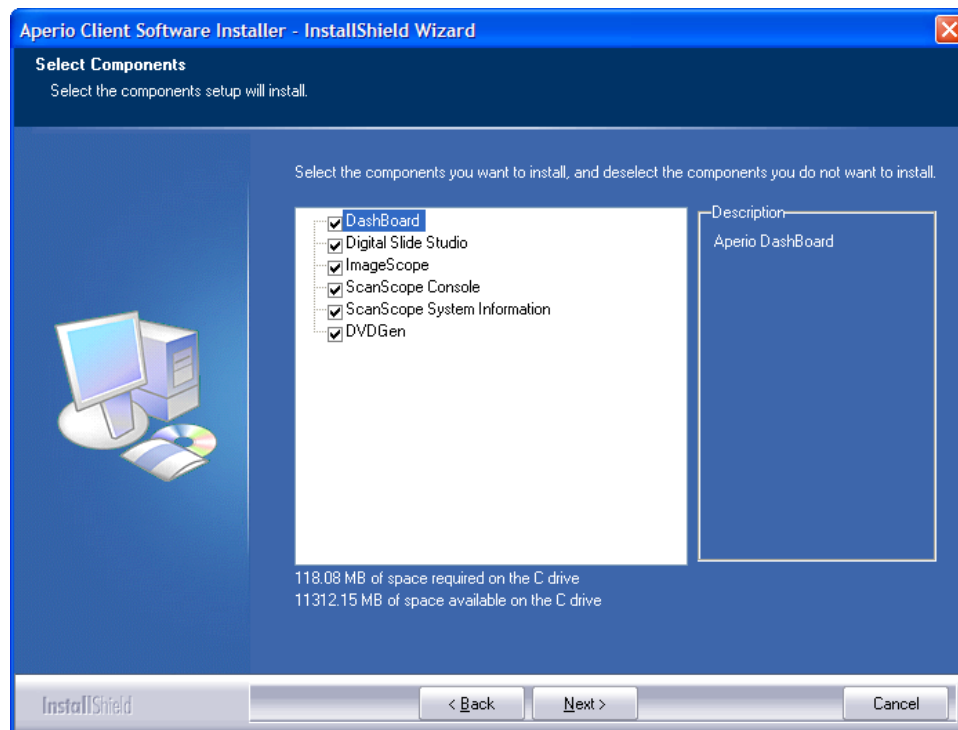 Aperio Client Software Installer - InstallShield Wizard
Select Components
Select the components setup will install.
Select the components you want to install, and deselect the components you do not want to install.
DashBoard
Digital Slide Studio
ImageScope
ScanScope Console
ScanScope System Information
DVDGen
Description
Aperio DashBoard
118.08 MB of space required on the C drive
11312.15 MB of space available on the C drive
InstallShield
< Back
Next >
Cancel